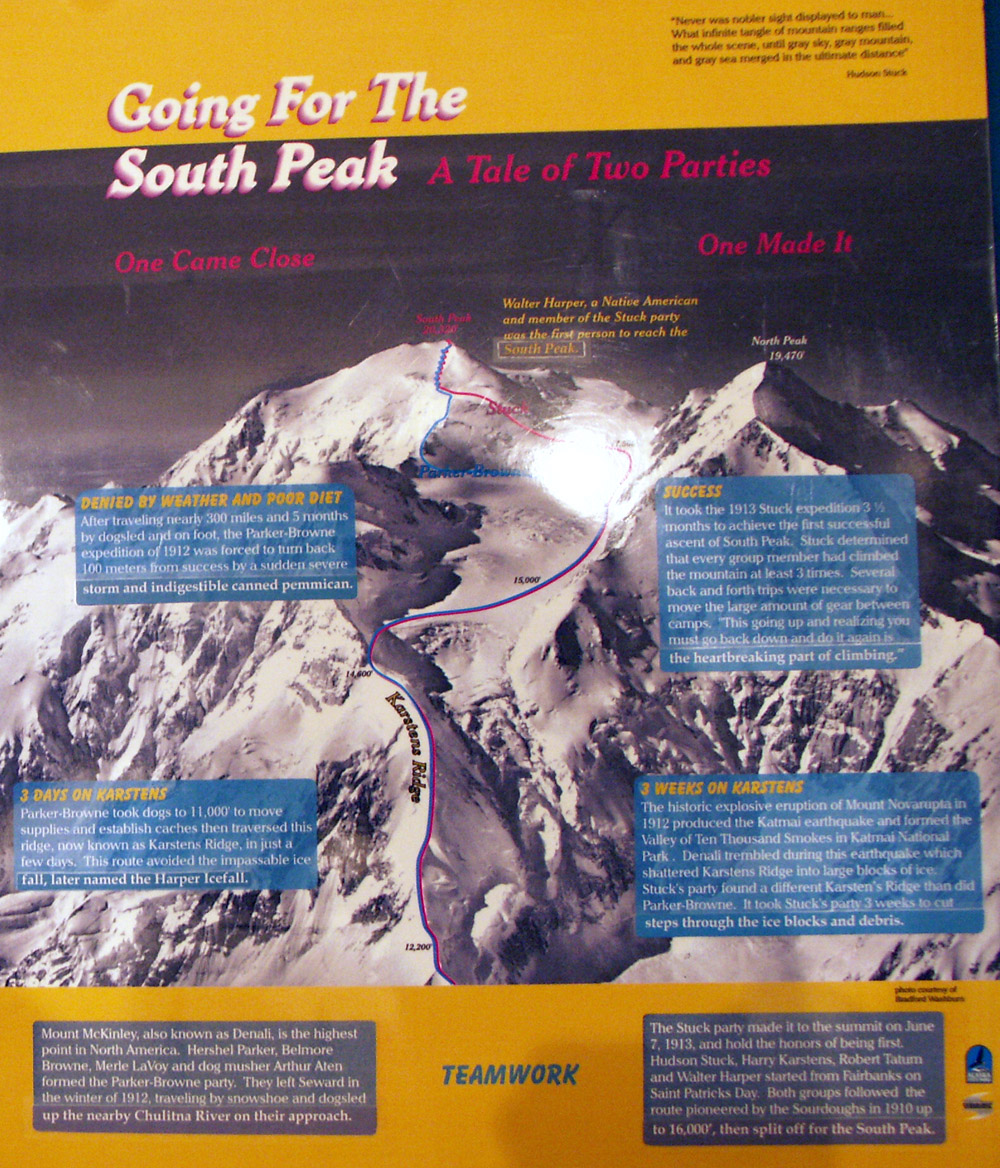 "Never was nobler sight displayed to man...
What infinite tangle of mountain ranges filled
the whole scene, until gray sky, gray mountain,
and gray sea merged in the ultimate distance"
Hudson Stuck
Going For The
South Peak
A Tale of Two Parties
One Came Close
One Made It
Walter Harper, a Native American
and member of the Stuck party
was the first person to reach the
South Peak.
South Peak
20,320'
North Peak
19,470'
Stuck
Parker-Browne
DENIED BY WEATHER AND POOR DIET
After traveling nearly 300 miles and 5 months
by dogsled and on foot, the Parker-Browne
expedition of 1912 was forced to turn back
100 meters from success by a sudden severe
storm and indigestible canned pemmican.
SUCCESS
It took the 1913 Stuck expedition 3 ½
months to achieve the first successful
ascent of South Peak. Stuck determined
that every group member had climbed
the mountain at least 3 times. Several
back and forth trips were necessary to
move the large amount of gear between
camps. "This going up and realizing you
must go back down and do it again is
the heartbreaking part of climbing."
15,000'
14,600'
Karstens Ridge
12,200'
3 DAYS ON KARSTENS
Parker-Browne took dogs to 11,000' to move
supplies and establish caches then traversed this
ridge, now known as Karstens Ridge, in just a
few days. This route avoided the impassable ice
fall, later named the Harper Icefall.
3 WEEKS ON KARSTENS
The historic explosive eruption of Mount Novarupta in
1912 produced the Katmai earthquake and formed the
Valley of Ten Thousand Smokes in Katmai National
Park . Denali trembled during this earthquake which
shattered Karstens Ridge into large blocks of ice.
Stuck's party found a different Karsten's Ridge than did
Parker-Browne. It took Stuck's party 3 weeks to cut
steps through the ice blocks and debris.
photo courtesy of
Bradford Washburn
Mount McKinley, also known as Denali, is the highest
point in North America. Hershel Parker, Belmore
Browne, Merle LaVoy and dog musher Arthur Aten
formed the Parker-Browne party. They left Seward in
the winter of 1912, traveling by snowshoe and dogsled
up the nearby Chulitna River on their approach.
TEAMWORK
The Stuck party made it to the summit on June
7, 1913, and hold the honors of being first.
Hudson Stuck, Harry Karstens, Robert Tatum
and Walter Harper started from Fairbanks on
Saint Patricks Day. Both groups followed the
route pioneered by the Sourdoughs in 1910 up
to 16,000', then split off for the South Peak.
ALASKA